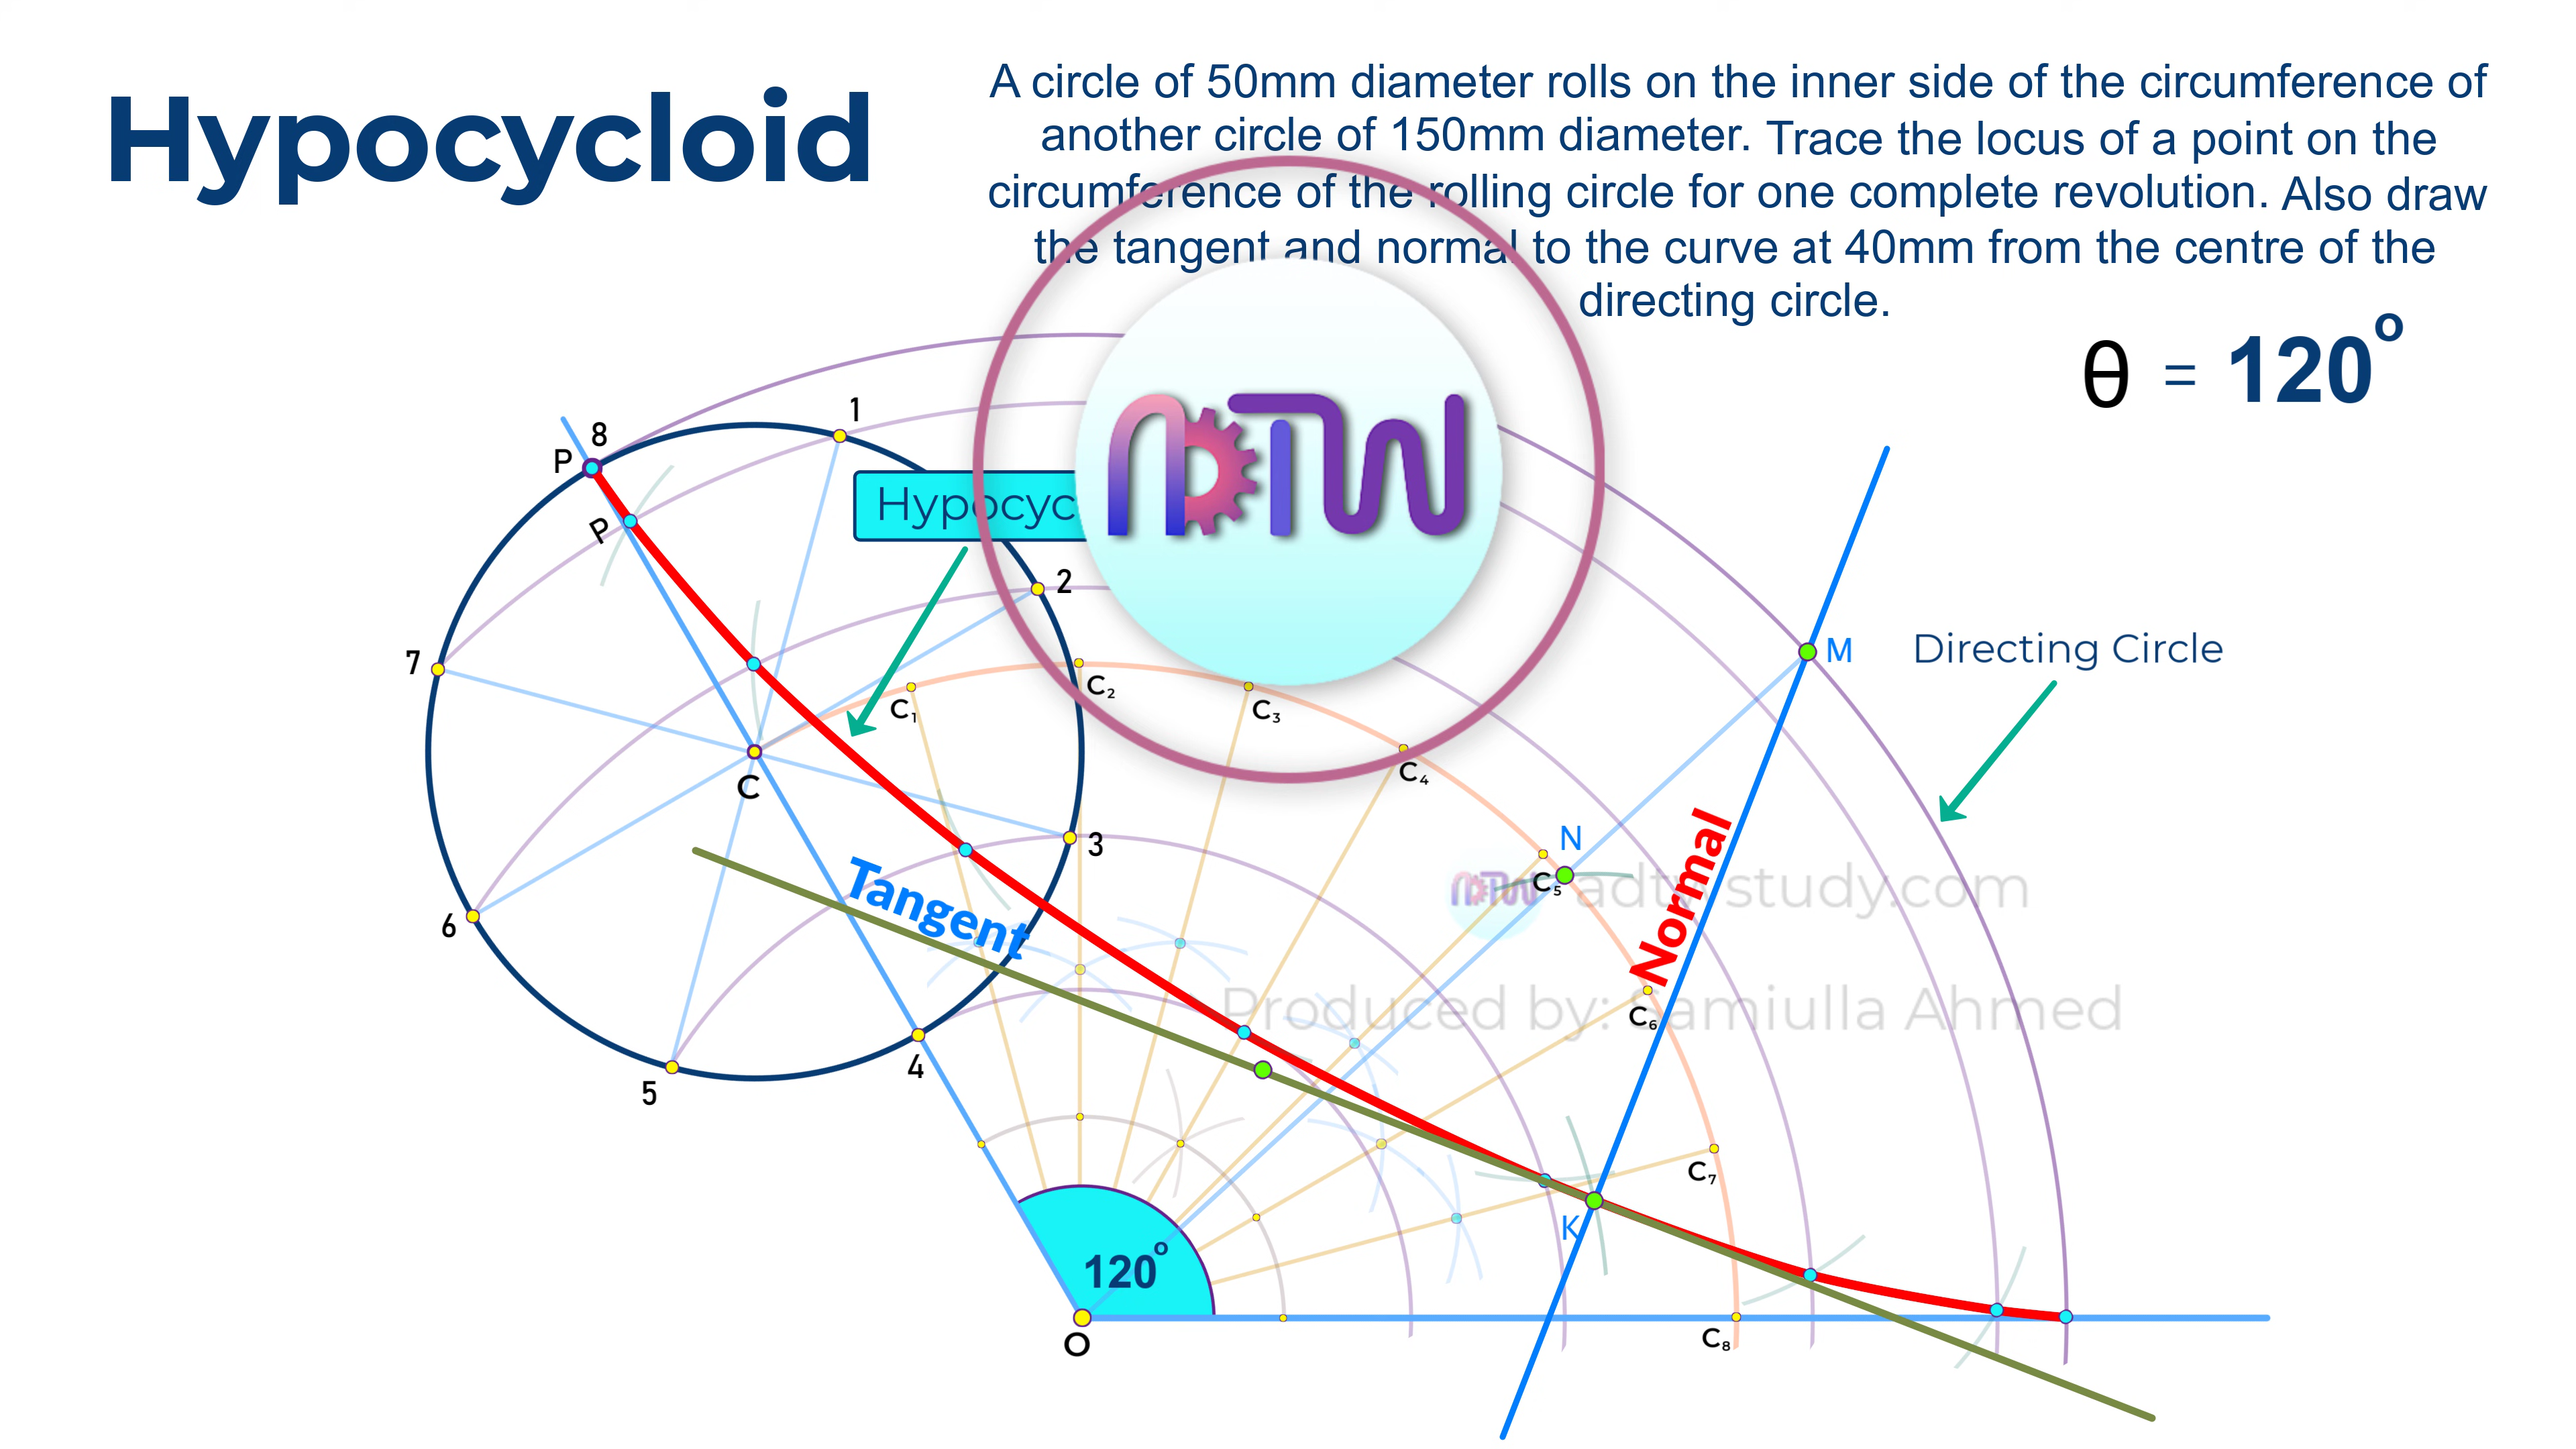 Hypocycloid
A circle of 50mm diameter rolls on the inner side of the circumference of
another circle of 150mm diameter. Trace the locus of a point on the
circumference of the rolling circle for one complete revolution. Also draw
the tangent and normal to the curve at 40mm from the centre of the
directing circle.
θ = 120°
8
1
P
Hypocyc
P
2
7
M
Directing Circle
C₁
C₂
C₃
C₄
C
3
N
C₅
adtwstudy.com
Tangent
Normal
6
C₆
Produced by: Samiulla Ahmed
4
5
C₇
K
120°
O
C₈